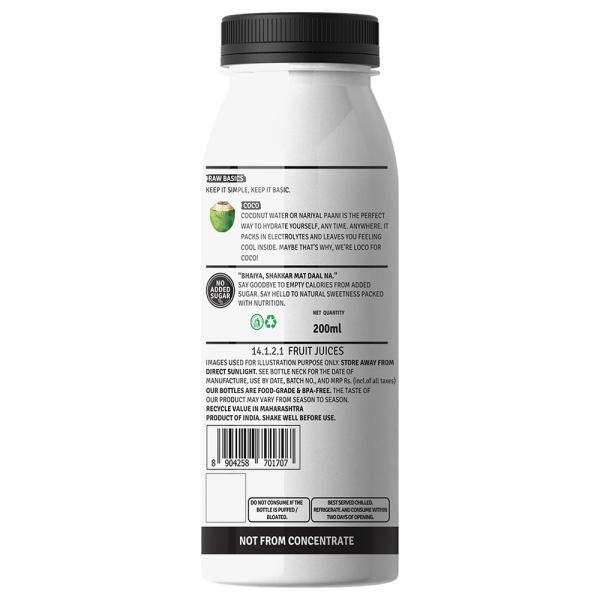 RAW BASICS
KEEP IT SIMPLE, KEEP IT BASIC.
COCO
COCONUT WATER OR NARIYAL PAANI IS THE PERFECT
WAY TO HYDRATE YOURSELF, ANY TIME. ANYWHERE. IT
PACKS IN ELECTROLYTES AND LEAVES YOU FEELING
COOL INSIDE. MAYBE THAT'S WHY, WE'RE LOCO FOR
COCO!
NO
ADDED
SUGAR
"BHAIYA, SHAKKAR MAT DAAL NA."
SAY GOODBYE TO EMPTY CALORIES FROM ADDED
SUGAR. SAY HELLO TO NATURAL SWEETNESS PACKED
WITH NUTRITION.
NET QUANTITY
200ml
14.1.2.1 FRUIT JUICES
IMAGES USED FOR ILLUSTRATION PURPOSE ONLY. STORE AWAY FROM
DIRECT SUNLIGHT. SEE BOTTLE NECK FOR THE DATE OF
MANUFACTURE, USE BY DATE, BATCH NO., AND MRP Rs. (incl.of all taxes)
OUR BOTTLES ARE FOOD-GRADE & BPA-FREE. THE TASTE OF
OUR PRODUCT MAY VARY FROM SEASON TO SEASON.
RECYCLE VALUE IN MAHARASHTRA
PRODUCT OF INDIA. SHAKE WELL BEFORE USE.
8 904258 701707
DO NOT CONSUME IF THE
BOTTLE IS PUFFED /
BLOATED.
BEST SERVED CHILLED.
REFRIGERATE AND CONSUME WITHIN
TWO DAYS OF OPENING.
NOT FROM CONCENTRATE